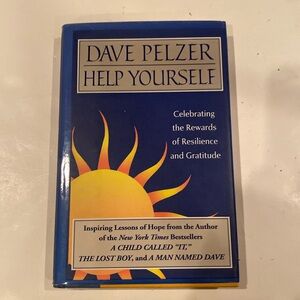 DAVE PELZER
HELP YOURSELF
Celebrating
the Rewards
of Resilience
and Gratitude
Inspiring Lessons of Hope from the Author
of the New York Times Bestsellers
A CHILD CALLED "IT,"
THE LOST BOY, and A MAN NAMED DAVE